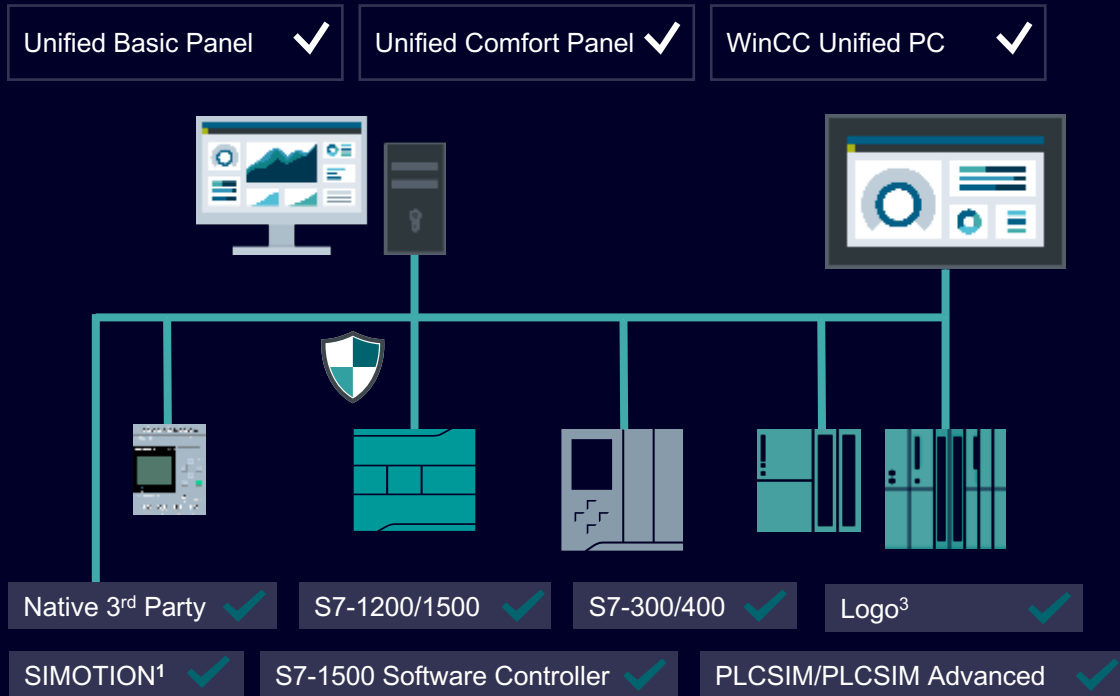 Unified Basic Panel
Unified Comfort Panel
WinCC Unified PC
Native 3rd Party
S7-1200/1500
S7-300/400
Logo³
SIMOTION¹
S7-1500 Software Controller
PLCSIM/PLCSIM Advanced